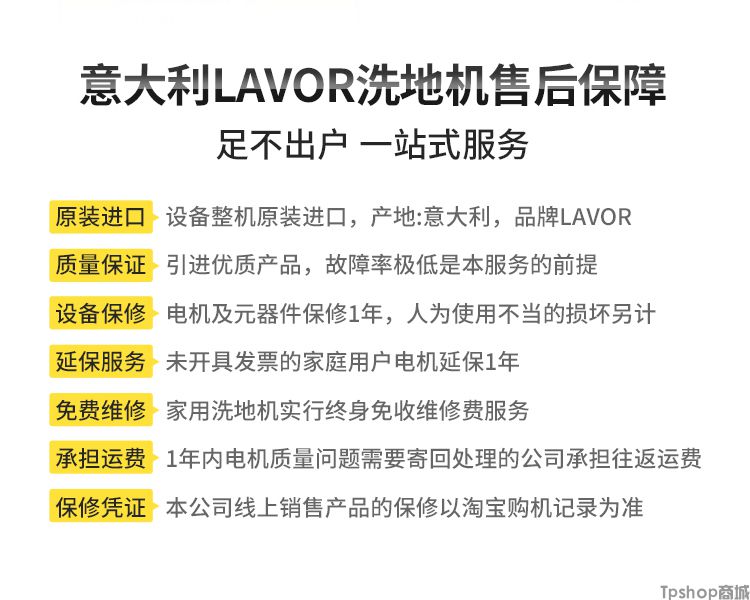 意大利LAVOR洗地机售后保障
足不出户 一站式服务
原装进口 设备整机原装进口，产地:意大利，品牌LAVOR
质量保证 引进优质产品，故障率极低是本服务的前提
设备保修 电机及元器件保修1年，人为使用不当的损坏另计
延保服务 未开具发票的家庭用户电机延保1年
免费维修 家用洗地机实行终身免收维修费服务
承担运费 1年内电机质量问题需要寄回处理的公司承担往返运费
保修凭证 本公司线上销售产品的保修以淘宝购机记录为准
Tpshop商城